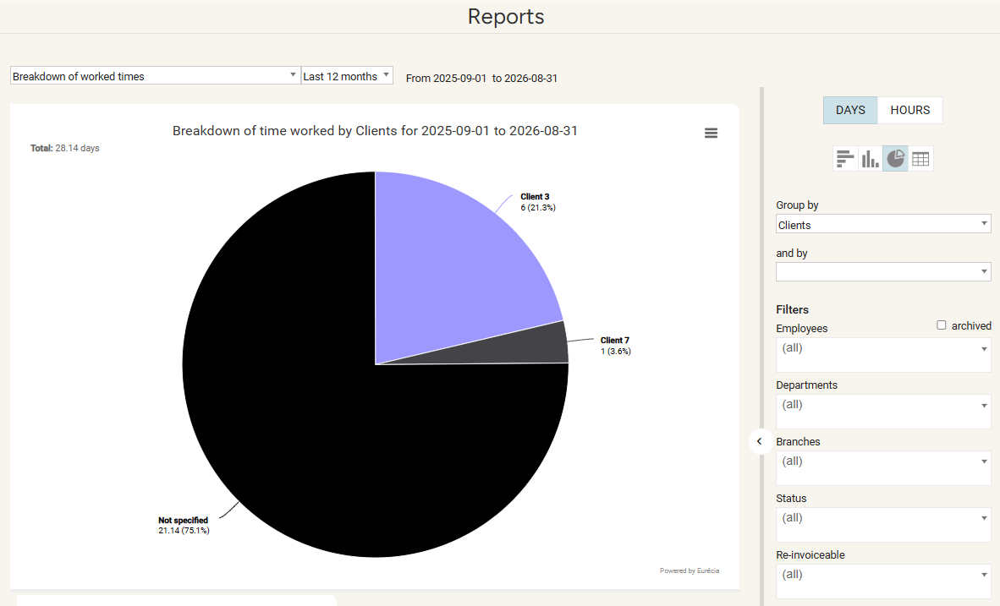 Reports
Breakdown of worked times
Last 12 months
From 2025-09-01 to 2026-08-31
Breakdown of time worked by Clients for 2025-09-01 to 2026-08-31
Total: 28.14 days
Client 3
6 (21.3%)
Client 7
1 (3.6%)
Not specified
21.14 (75.1%)
Powered by Eurécia
DAYS
HOURS
Group by
Clients
and by
Filters
Employees
archived
(all)
Departments
(all)
Branches
(all)
Status
(all)
Re-invoiceable
(all)